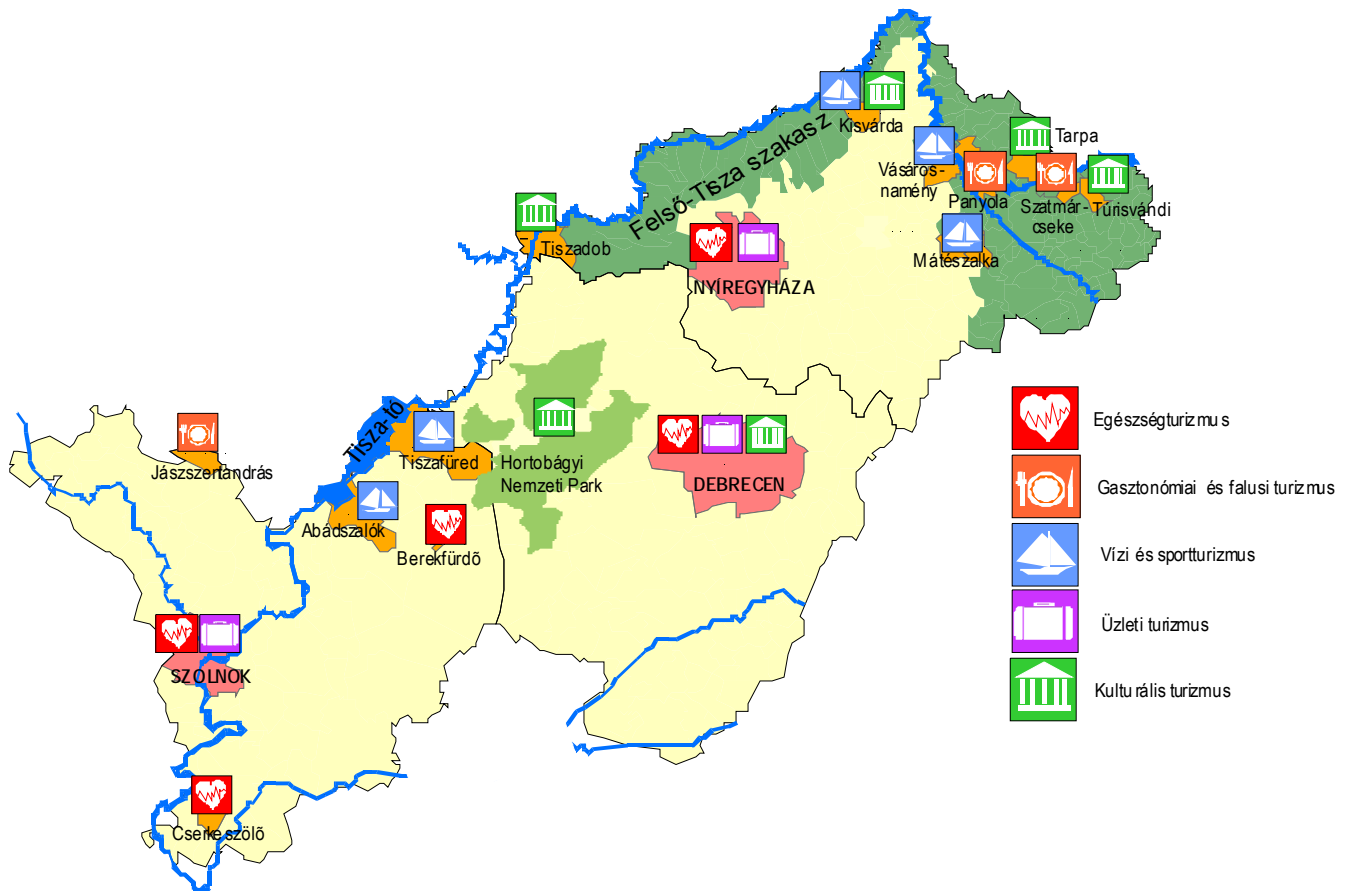 Kisvárda
Tarpa
Felső-Tisza szakasz
Vásáros-
namény
Panyola
Szatmár-
cseke
Túrisvándi
Tiszadob
Mátészalka
NYÍREGYHÁZA
Tisza-tó
Egészségturizmus
Jászszentandrás
Tiszafüred
Hortobágyi
Nemzeti Park
DEBRECEN
Gasztonómiai és falusi turizmus
Abádszalók
Berekfürdő
Vízi és sportturizmus
Üzleti turizmus
SZOLNOK
Kulturális turizmus
Cserkeszőlő